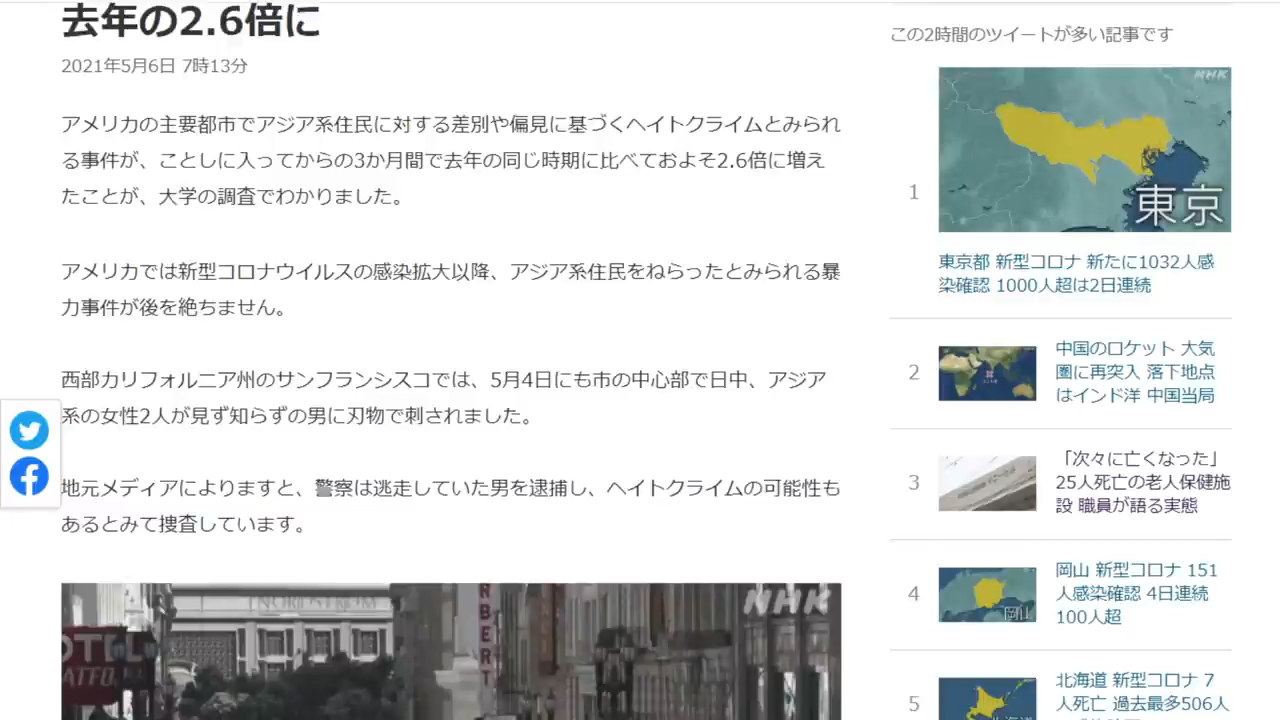 去年の2.6倍に
2021年5月6日 7時13分
アメリカの主要都市でアジア系住民に対する差別や偏見に基づくヘイトクライムとみられ
る事件が、ことしに入ってからの3か月間で去年の同じ時期に比べておよそ2.6倍に増え
たことが、大学の調査でわかりました。
アメリカでは新型コロナウイルスの感染拡大以降、アジア系住民をねらったとみられる暴
力事件が後を絶ちません。
西部カリフォルニア州のサンフランシスコでは、5月4日にも市の中心部で日中、アジア
系の女性2人が見ず知らずの男に刃物で刺されました。
地元メディアによりますと、警察は逃走していた男を逮捕し、ヘイトクライムの可能性も
あるとみて捜査しています。
NORDSTROM
NHK
この2時間のツイートが多い記事です
NHK
東京
1
東京都 新型コロナ 新たに1032人感
染確認 1000人超は2日連続
2
中国のロケット 大気
圏に再突入 落下地点
はインド洋 中国当局
3
「次々に亡くなった」
25人死亡の老人保健施
設 職員が語る実態
4
岡山
岡山 新型コロナ 151
人感染確認 4日連続
100人超
5
北海道 新型コロナ 7
人死亡 過去最多506人